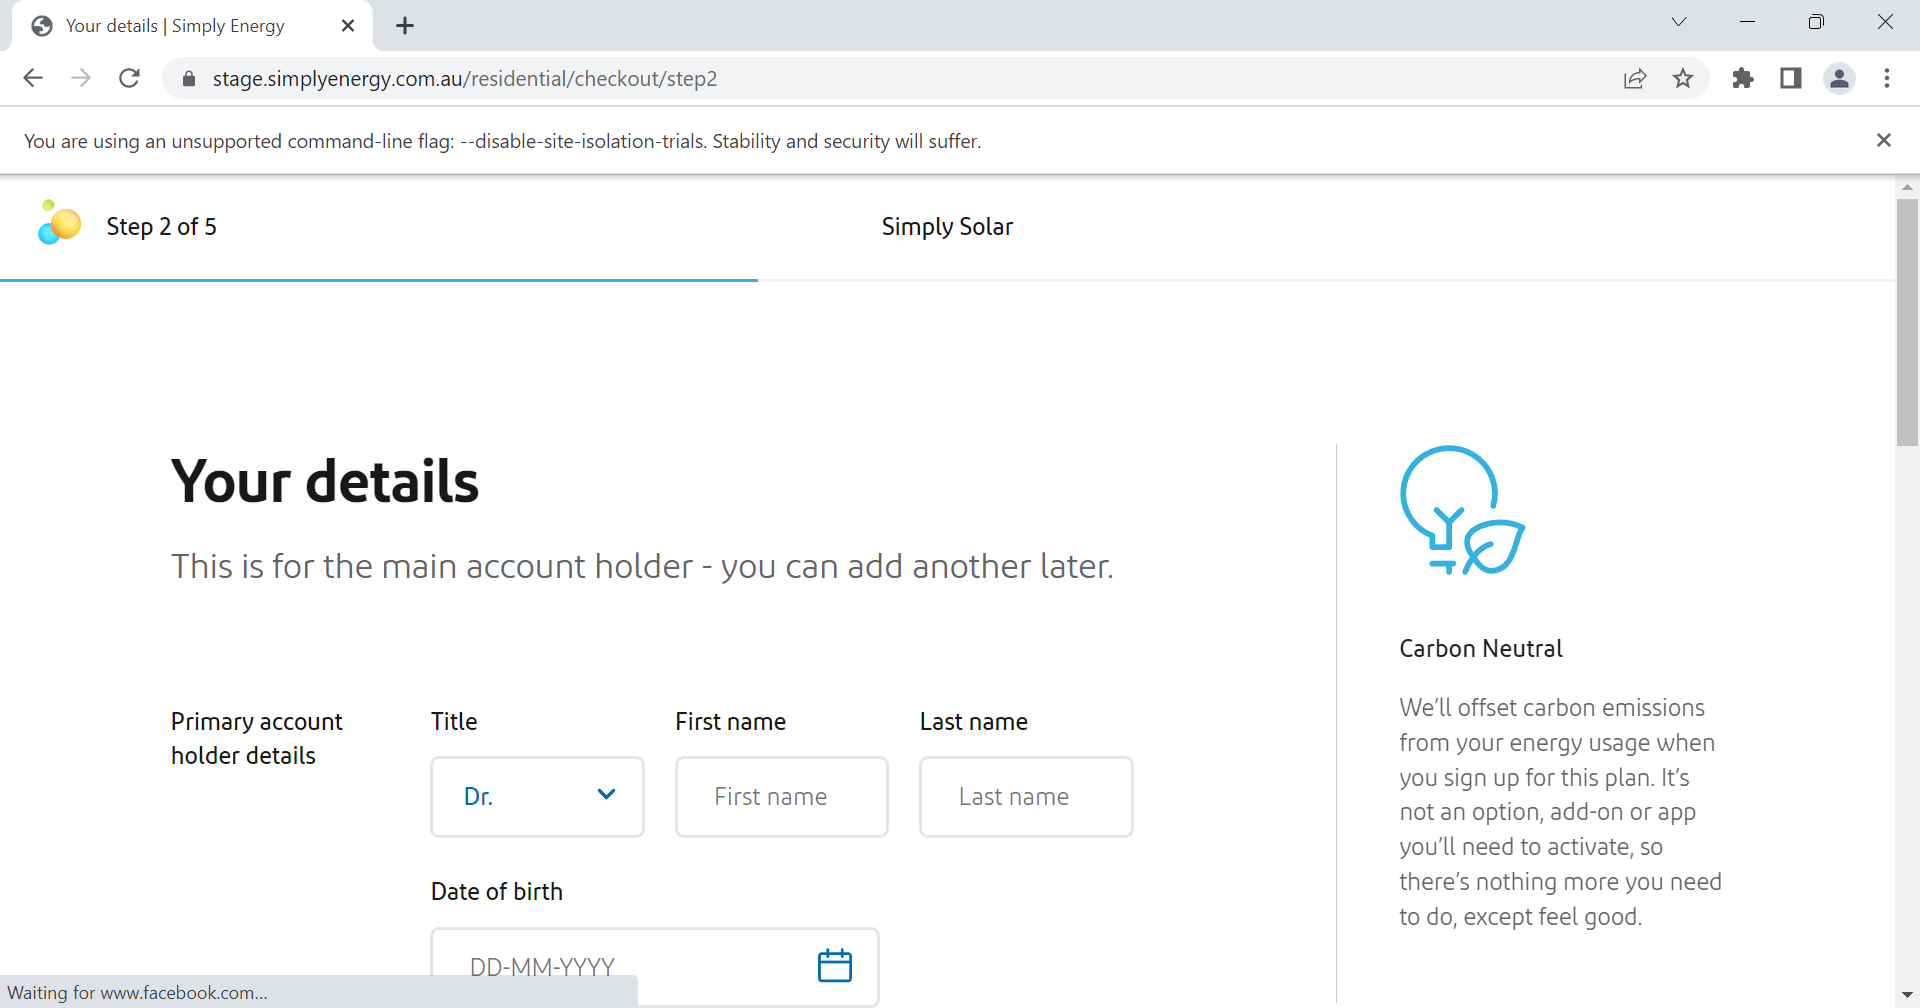 Your details | Simply Energy
stage.simplyenergy.com.au/residential/checkout/step2
You are using an unsupported command-line flag: --disable-site-isolation-trials. Stability and security will suffer.
Step 2 of 5
Simply Solar
Your details
This is for the main account holder - you can add another later.
Primary account
holder details
Title
First name
Last name
Dr.
First name
Last name
Date of birth
DD-MM-YYYY
Carbon Neutral
We'll offset carbon emissions
from your energy usage when
you sign up for this plan. It's
not an option, add-on or app
you'll need to activate, so
there's nothing more you need
to do, except feel good.
Waiting for www.facebook.com...